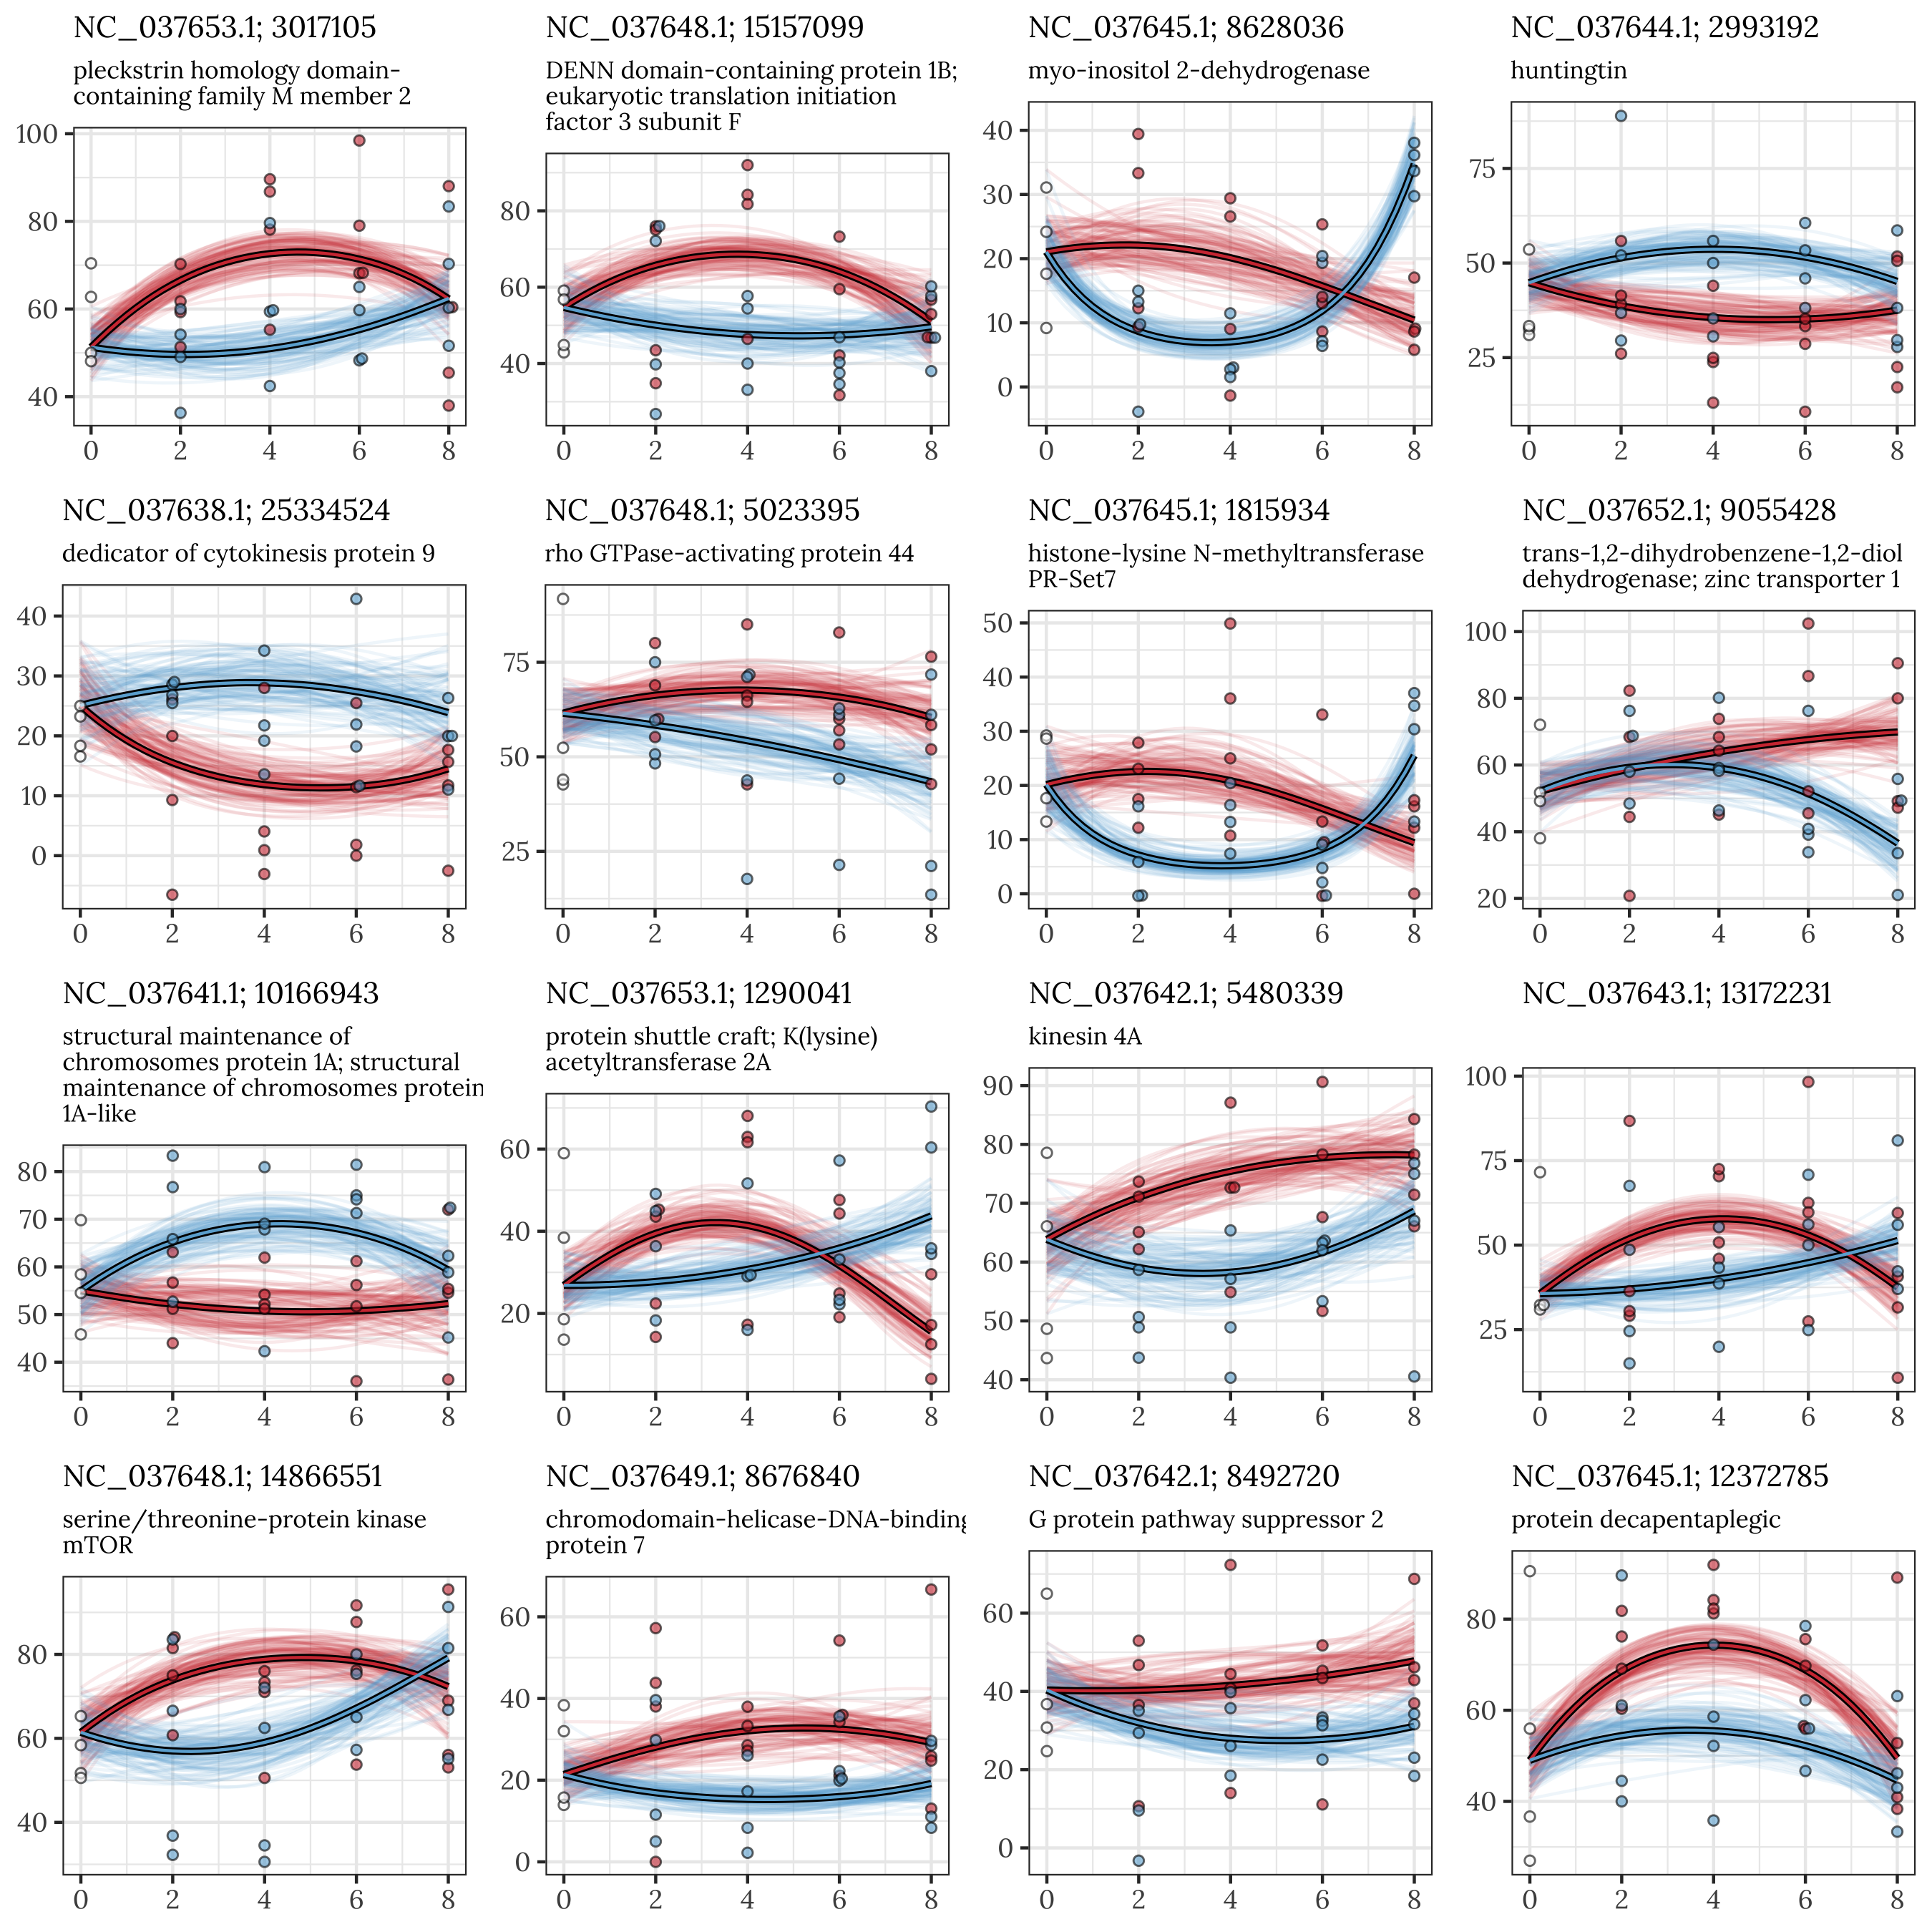 NC_037653.1; 3017105
pleckstrin homology domain-
containing family M member 2
100
80
60
40
0 2 4 6 8
NC_037648.1; 15157099
DENN domain-containing protein 1B;
eukaryotic translation initiation
factor 3 subunit F
80
60
40
0 2 4 6 8
NC_037645.1; 8628036
myo-inositol 2-dehydrogenase
40
30
20
10
0
0 2 4 6 8
NC_037644.1; 2993192
huntingtin
75
50
25
0 2 4 6 8
NC_037638.1; 25334524
dedicator of cytokinesis protein 9
40
30
20
10
0
0 2 4 6 8
NC_037648.1; 5023395
rho GTPase-activating protein 44
75
50
25
0 2 4 6 8
NC_037645.1; 1815934
histone-lysine N-methyltransferase
PR-Set7
50
40
30
20
10
0
0 2 4 6 8
NC_037652.1; 9055428
trans-1,2-dihydrobenzene-1,2-diol
dehydrogenase; zinc transporter 1
100
80
60
40
20
0 2 4 6 8
NC_037641.1; 10166943
structural maintenance of
chromosomes protein 1A; structural
maintenance of chromosomes protein
1A-like
80
70
60
50
40
0 2 4 6 8
NC_037653.1; 1290041
protein shuttle craft; K(lysine)
acetyltransferase 2A
60
40
20
0 2 4 6 8
NC_037642.1; 5480339
kinesin 4A
90
80
70
60
50
40
0 2 4 6 8
NC_037643.1; 13172231
100
75
50
25
0 2 4 6 8
NC_037648.1; 14866551
serine/threonine-protein kinase
mTOR
80
60
40
0 2 4 6 8
NC_037649.1; 8676840
chromodomain-helicase-DNA-binding
protein 7
60
40
20
0
0 2 4 6 8
NC_037642.1; 8492720
G protein pathway suppressor 2
60
40
20
0
0 2 4 6 8
NC_037645.1; 12372785
protein decapentaplegic
80
60
40
0 2 4 6 8